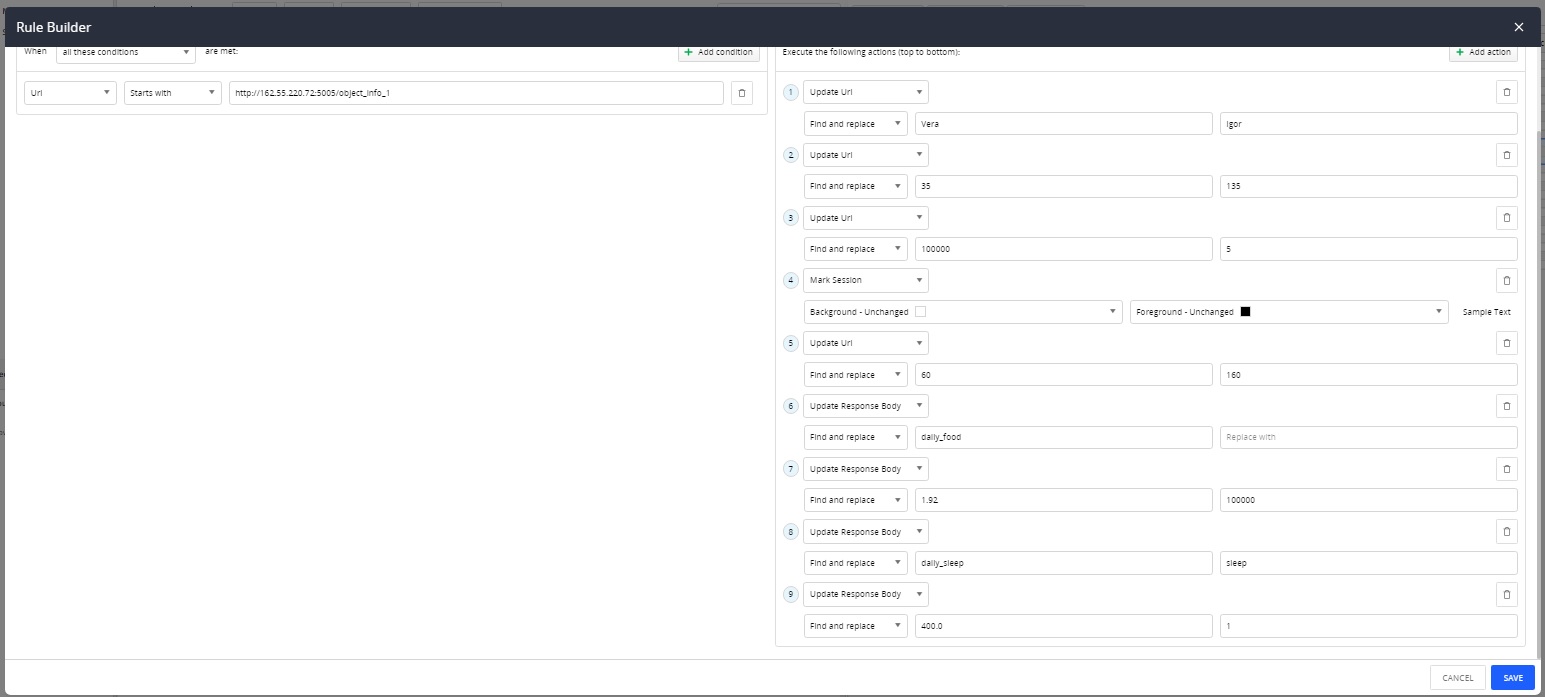 Rule Builder
When all these conditions are met: Add condition
Url Starts with http://162.55.220.72:5005/object_info_1
Execute the following actions (top to bottom): Add action
1 Update Url
Find and replace Vera Igor
2 Update Url
Find and replace 35 135
3 Update Url
Find and replace 100000 5
4 Mark Session
Background - Unchanged Foreground - Unchanged Sample Text
5 Update Url
Find and replace 60 160
6 Update Response Body
Find and replace daily_food Replace with
7 Update Response Body
Find and replace 1.92 100000
8 Update Response Body
Find and replace daily_sleep sleep
9 Update Response Body
Find and replace 400.0 1
CANCEL SAVE